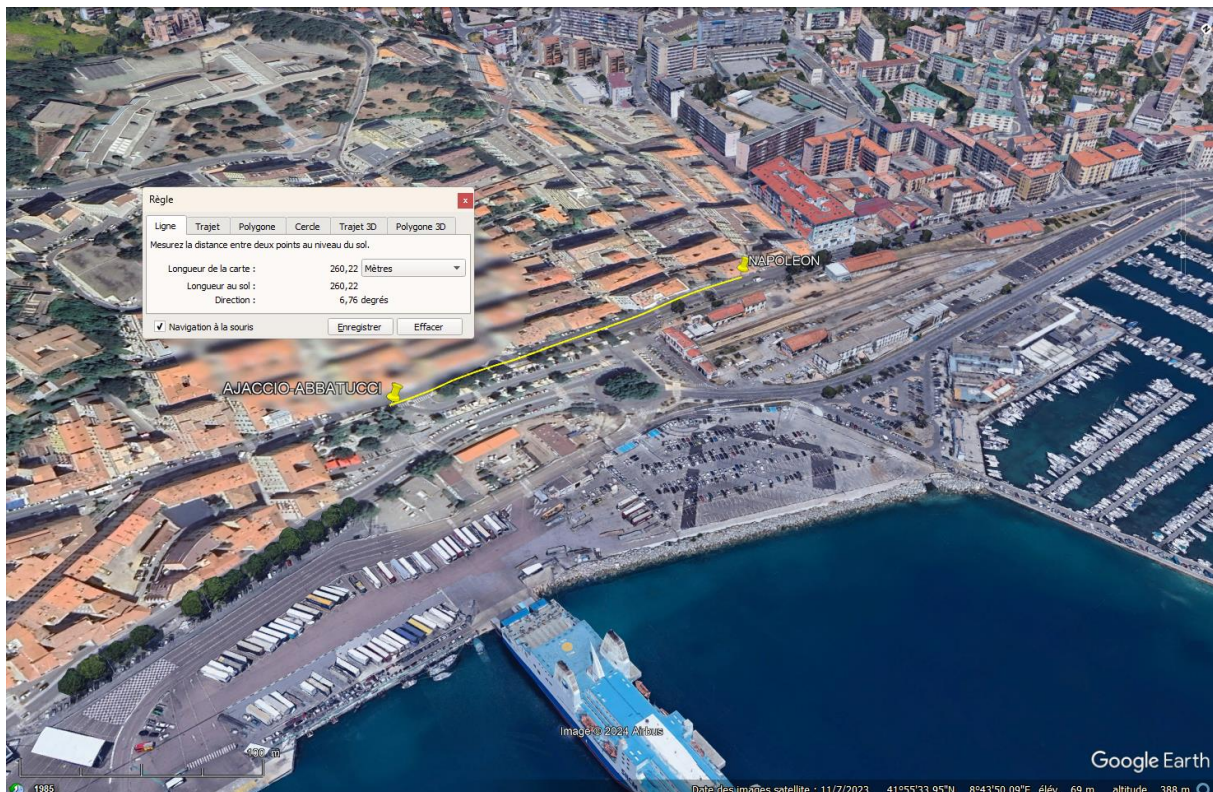 Règle
x
Ligne Trajet Polygone Cercle Trajet 3D Polygone 3D
Mesurez la distance entre deux points au niveau du sol.
Longueur de la carte : 260,22 Mètres
Longueur au sol : 260,22
Direction : 6,76 degrés
Navigation à la souris Enregistrer Effacer
NAPOLEON
AJACCIO-ABBATUCCI
Image © 2024 Airbus
100 m
Google Earth
1985
Date des images satellite : 11/7/2023 41°55'33.95"N 8°43'50.09"E élév. 69 m altitude 388 m